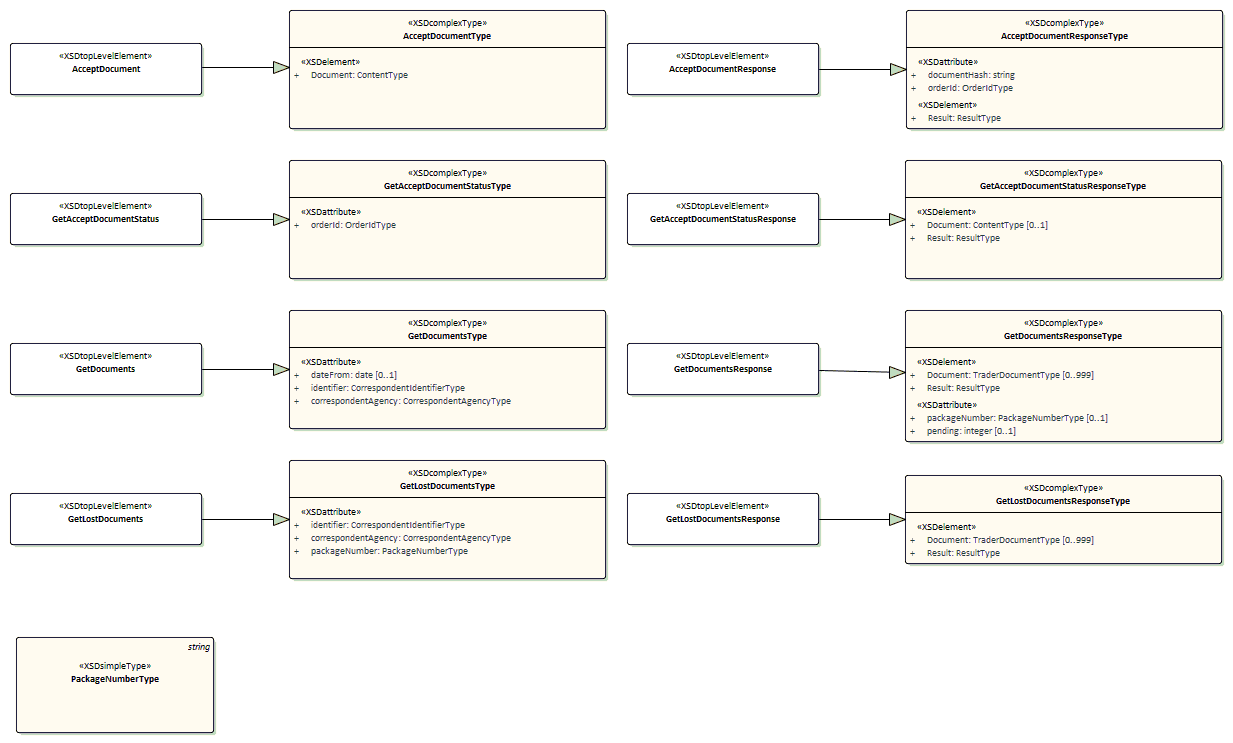 «XSDtopLevelElement»
AcceptDocument
«XSDcomplexType»
AcceptDocumentType
«XSDelement»
+ Document: ContentType
«XSDtopLevelElement»
AcceptDocumentResponse
«XSDcomplexType»
AcceptDocumentResponseType
«XSDattribute»
+ documentHash: string
+ orderId: OrderIdType
«XSDelement»
+ Result: ResultType
«XSDtopLevelElement»
GetAcceptDocumentStatus
«XSDcomplexType»
GetAcceptDocumentStatusType
«XSDattribute»
+ orderId: OrderIdType
«XSDtopLevelElement»
GetAcceptDocumentStatusResponse
«XSDcomplexType»
GetAcceptDocumentStatusResponseType
«XSDelement»
+ Document: ContentType [0..1]
+ Result: ResultType
«XSDtopLevelElement»
GetDocuments
«XSDcomplexType»
GetDocumentsType
«XSDattribute»
+ dateFrom: date [0..1]
+ identifier: CorrespondentIdentifierType
+ correspondentAgency: CorrespondentAgencyType
«XSDtopLevelElement»
GetDocumentsResponse
«XSDcomplexType»
GetDocumentsResponseType
«XSDelement»
+ Document: TraderDocumentType [0..999]
+ Result: ResultType
«XSDattribute»
+ packageNumber: PackageNumberType [0..1]
+ pending: integer [0..1]
«XSDtopLevelElement»
GetLostDocuments
«XSDcomplexType»
GetLostDocumentsType
«XSDattribute»
+ identifier: CorrespondentIdentifierType
+ correspondentAgency: CorrespondentAgencyType
+ packageNumber: PackageNumberType
«XSDtopLevelElement»
GetLostDocumentsResponse
«XSDcomplexType»
GetLostDocumentsResponseType
«XSDelement»
+ Document: TraderDocumentType [0..999]
+ Result: ResultType
string
«XSDsimpleType»
PackageNumberType